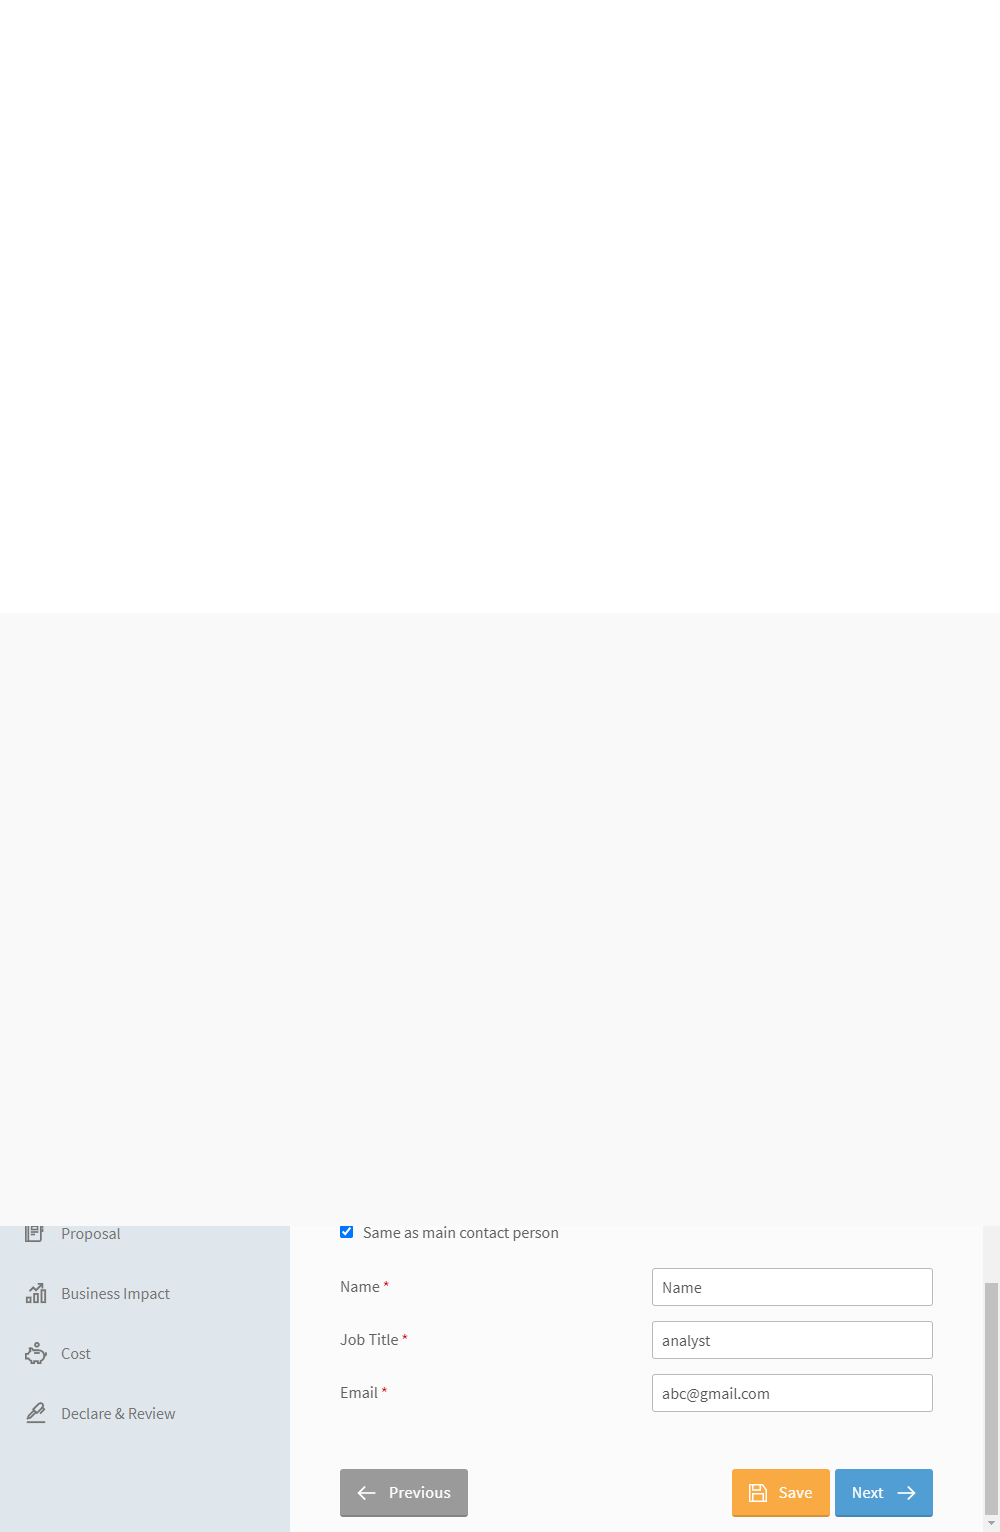 Proposal
Same as main contact person
Business Impact
Name *
Name
Cost
Job Title *
analyst
Declare & Review
Email *
abc@gmail.com
Previous
Save
Next